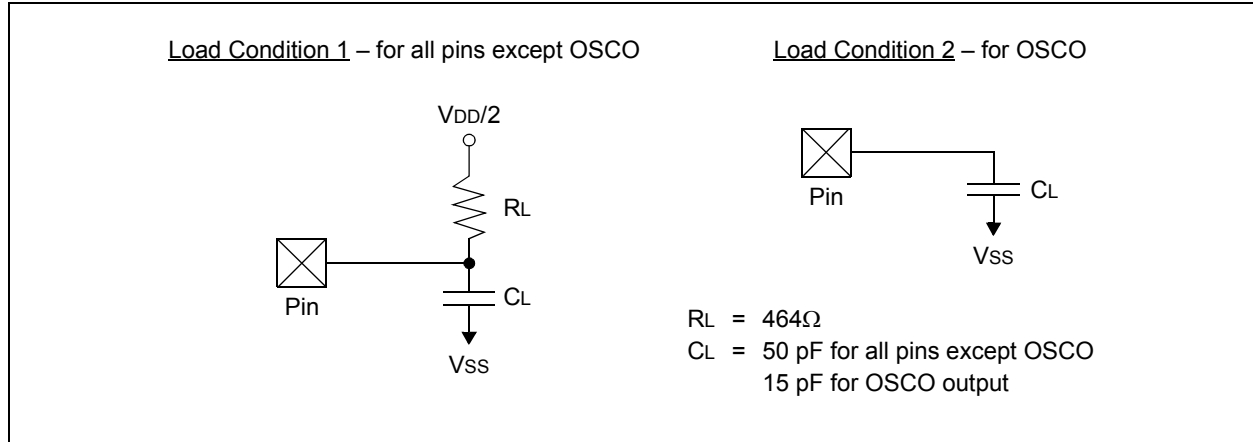 Load Condition 1 – for all pins except OSCO
VDD/2
RL
Pin
CL
VSS
Load Condition 2 – for OSCO
Pin
CL
VSS
RL = 464Ω
CL = 50 pF for all pins except OSCO
15 pF for OSCO output